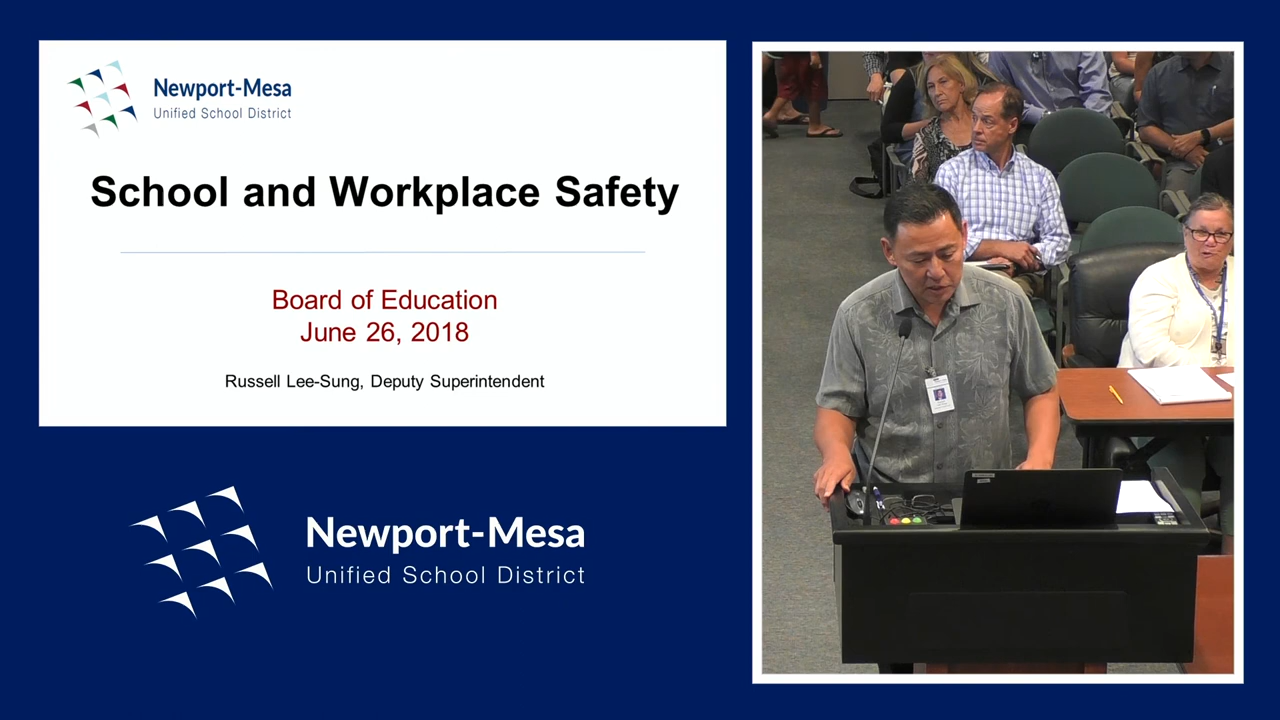 Newport-Mesa
Unified School District
School and Workplace Safety
Board of Education
June 26, 2018
Russell Lee-Sung, Deputy Superintendent
Newport-Mesa
Unified School District